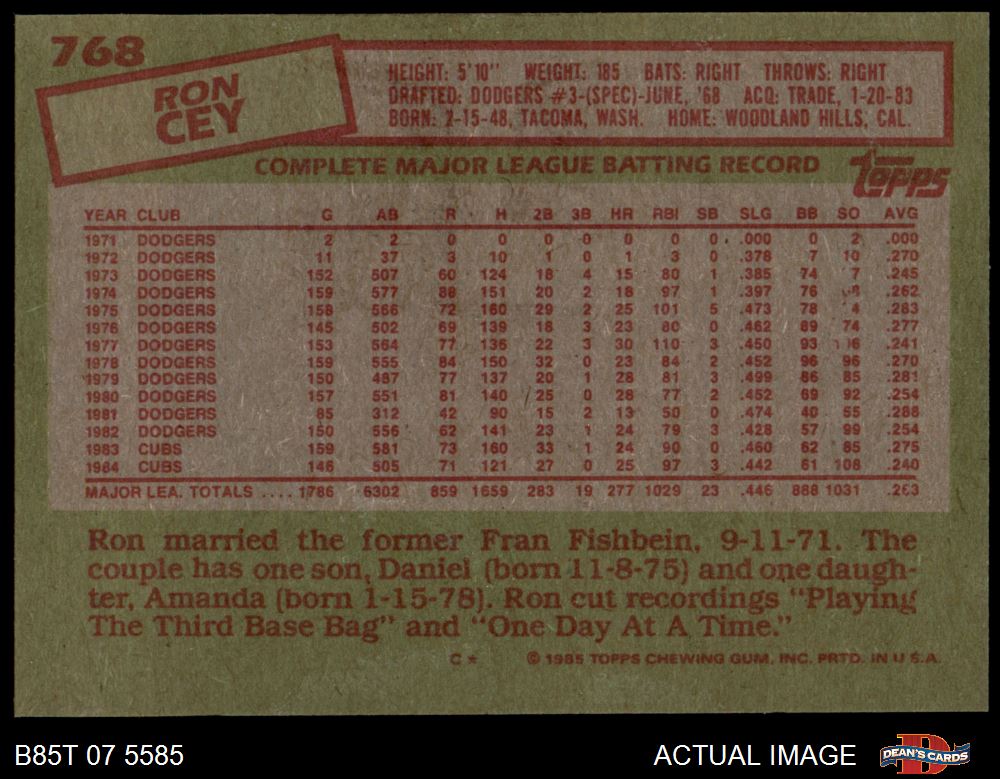 768
RON
CEY
HEIGHT: 5'10" WEIGHT: 185 BATS: RIGHT THROWS: RIGHT
DRAFTED: DODGERS #3-(SPEC)-JUNE, '68 ACQ: TRADE, 1-20-83
BORN: 2-15-48, TACOMA, WASH. HOME: WOODLAND HILLS, CAL.
COMPLETE MAJOR LEAGUE BATTING RECORD
topps
YEAR CLUB G AB R H 2B 3B HR RBI SB SLG BB SO AVG
1971 DODGERS 2 2 0 0 0 0 0 0 0 .000 0 2 .000
1972 DODGERS 11 37 3 10 1 0 1 3 0 .378 7 10 .270
1973 DODGERS 152 507 60 124 18 4 15 80 1 .385 74 .245
1974 DODGERS 159 577 88 151 20 2 18 97 1 .397 76 .262
1975 DODGERS 158 566 72 160 29 2 25 101 5 .473 78 .283
1976 DODGERS 145 502 69 139 18 3 23 80 0 .462 89 74 .277
1977 DODGERS 153 564 77 136 22 3 30 110 3 .450 93 .241
1978 DODGERS 159 555 84 150 32 0 23 84 2 .452 96 96 .270
1979 DODGERS 150 487 77 137 20 1 28 81 3 .499 86 85 .281
1980 DODGERS 157 551 81 140 25 0 28 77 2 .452 69 92 .254
1981 DODGERS 85 312 42 90 15 2 13 50 0 .474 40 55 .288
1982 DODGERS 150 556 62 141 23 1 24 79 3 .428 57 99 .254
1983 CUBS 159 581 73 160 33 1 24 90 0 .460 62 85 .275
1984 CUBS 146 505 71 121 27 0 25 97 3 .442 61 108 .240
MAJOR LEA. TOTALS .... 1786 6302 859 1659 283 19 277 1029 23 .446 888 1031 .263
Ron married the former Fran Fishbein, 9-11-71. The
couple has one son, Daniel (born 11-8-75) and one daugh-
ter, Amanda (born 1-15-78). Ron cut recordings "Playing
The Third Base Bag" and "One Day At A Time."
C* © 1985 TOPPS CHEWING GUM, INC. PRTD. IN U.S.A.
B85T 07 5585
ACTUAL IMAGE
DEAN'S CARDS